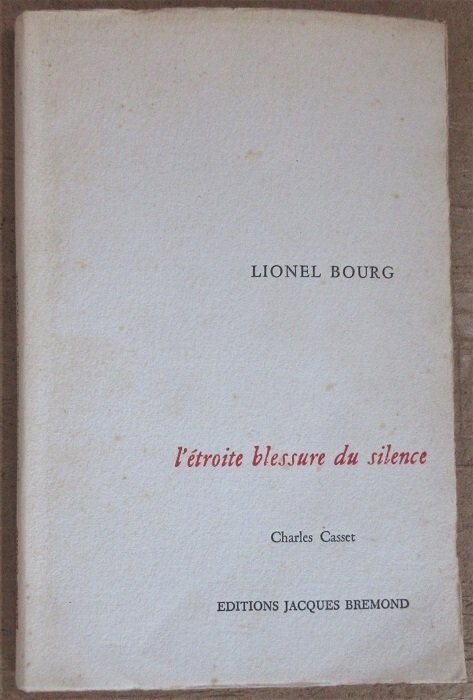 LIONEL BOURG
l'étroite blessure du silence
Charles Casset
EDITIONS JACQUES BREMOND